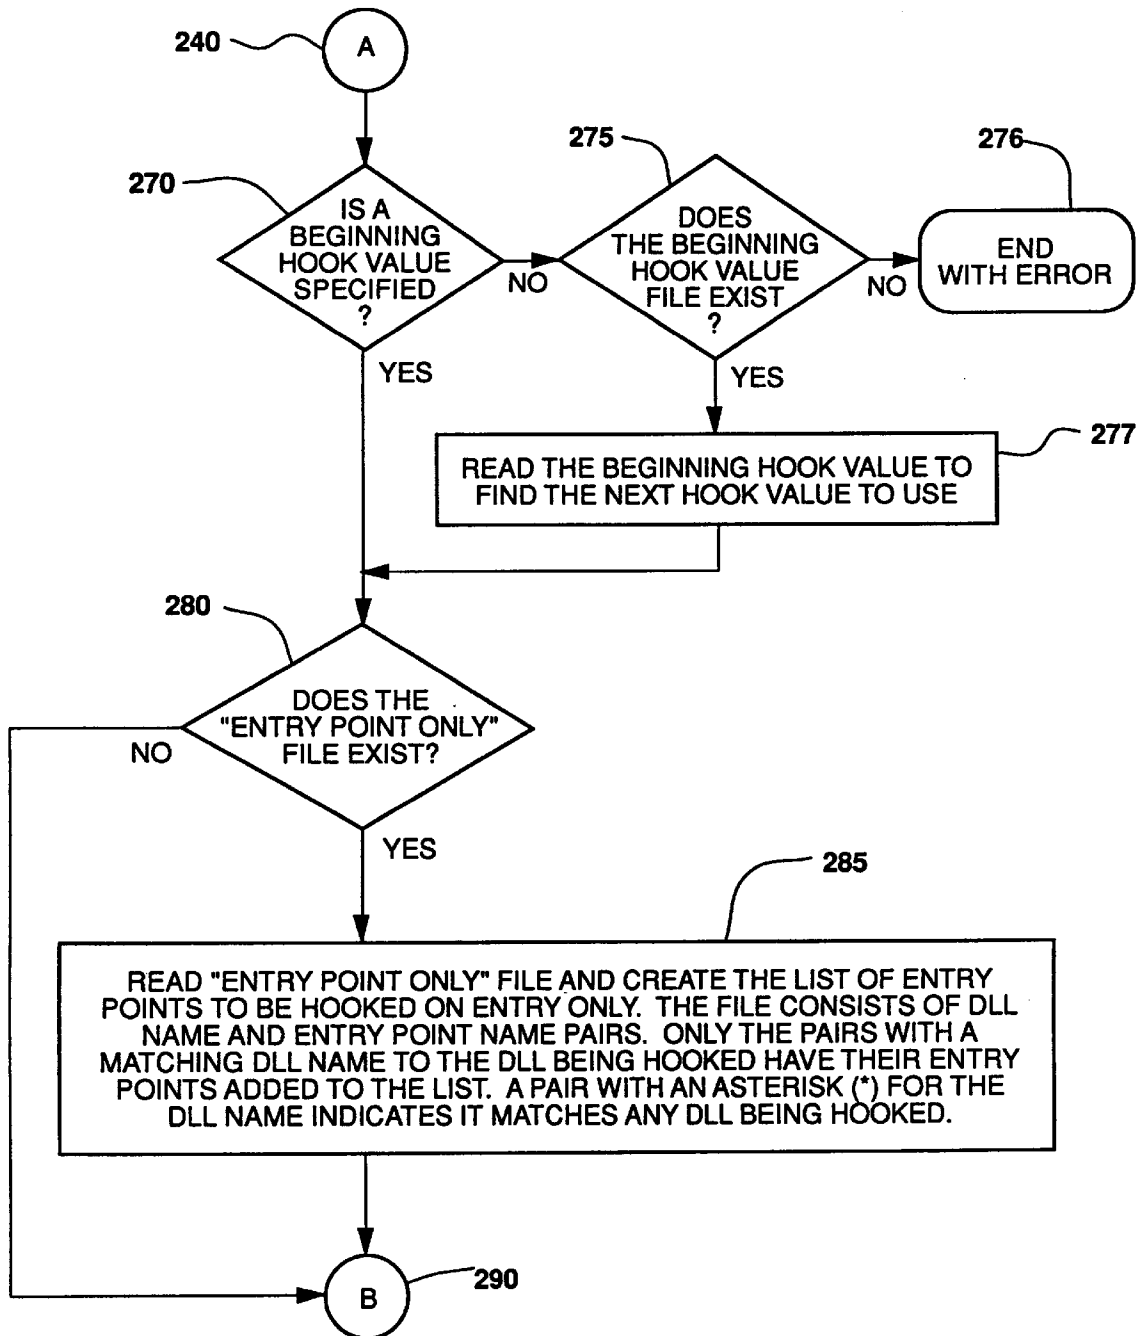 240
A
270
IS A
BEGINNING
HOOK VALUE
SPECIFIED
?
NO
YES
275
DOES
THE BEGINNING
HOOK VALUE
FILE EXIST
?
NO
YES
276
END
WITH ERROR
277
READ THE BEGINNING HOOK VALUE TO
FIND THE NEXT HOOK VALUE TO USE
280
DOES THE
"ENTRY POINT ONLY"
FILE EXIST?
NO
YES
285
READ "ENTRY POINT ONLY" FILE AND CREATE THE LIST OF ENTRY
POINTS TO BE HOOKED ON ENTRY ONLY. THE FILE CONSISTS OF DLL
NAME AND ENTRY POINT NAME PAIRS. ONLY THE PAIRS WITH A
MATCHING DLL NAME TO THE DLL BEING HOOKED HAVE THEIR ENTRY
POINTS ADDED TO THE LIST. A PAIR WITH AN ASTERISK (*) FOR THE
DLL NAME INDICATES IT MATCHES ANY DLL BEING HOOKED.
B
290